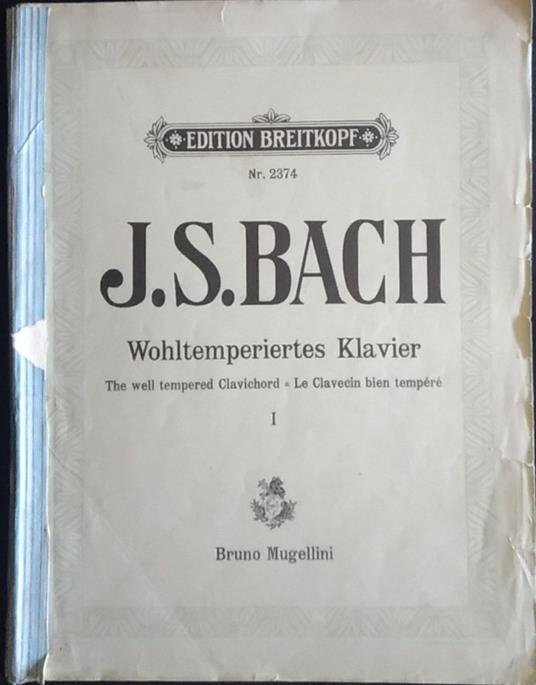 EDITION BREITKOPF
Nr. 2374
J.S.BACH
Wohltemperiertes Klavier
The well tempered Clavichord • Le Clavecin bien tempéré
I
Bruno Mugellini